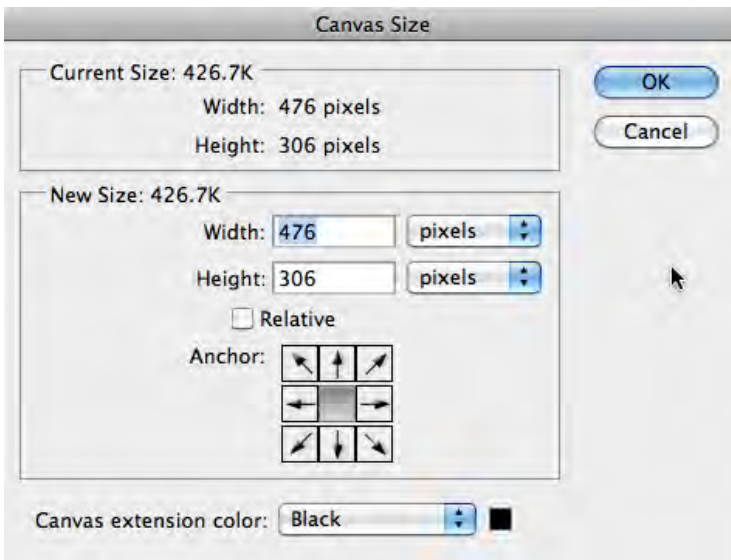 Canvas Size
Current Size: 426.7K
Width: 476 pixels
Height: 306 pixels
OK
Cancel
New Size: 426.7K
Width: 476 pixels
Height: 306 pixels
Relative
Anchor:
Canvas extension color: Black